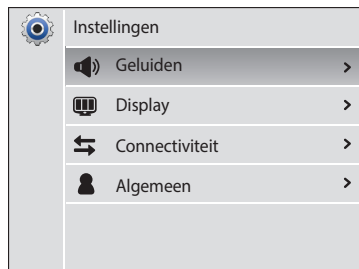 Instellingen
Geluiden
Display
Connectiviteit
Algemeen